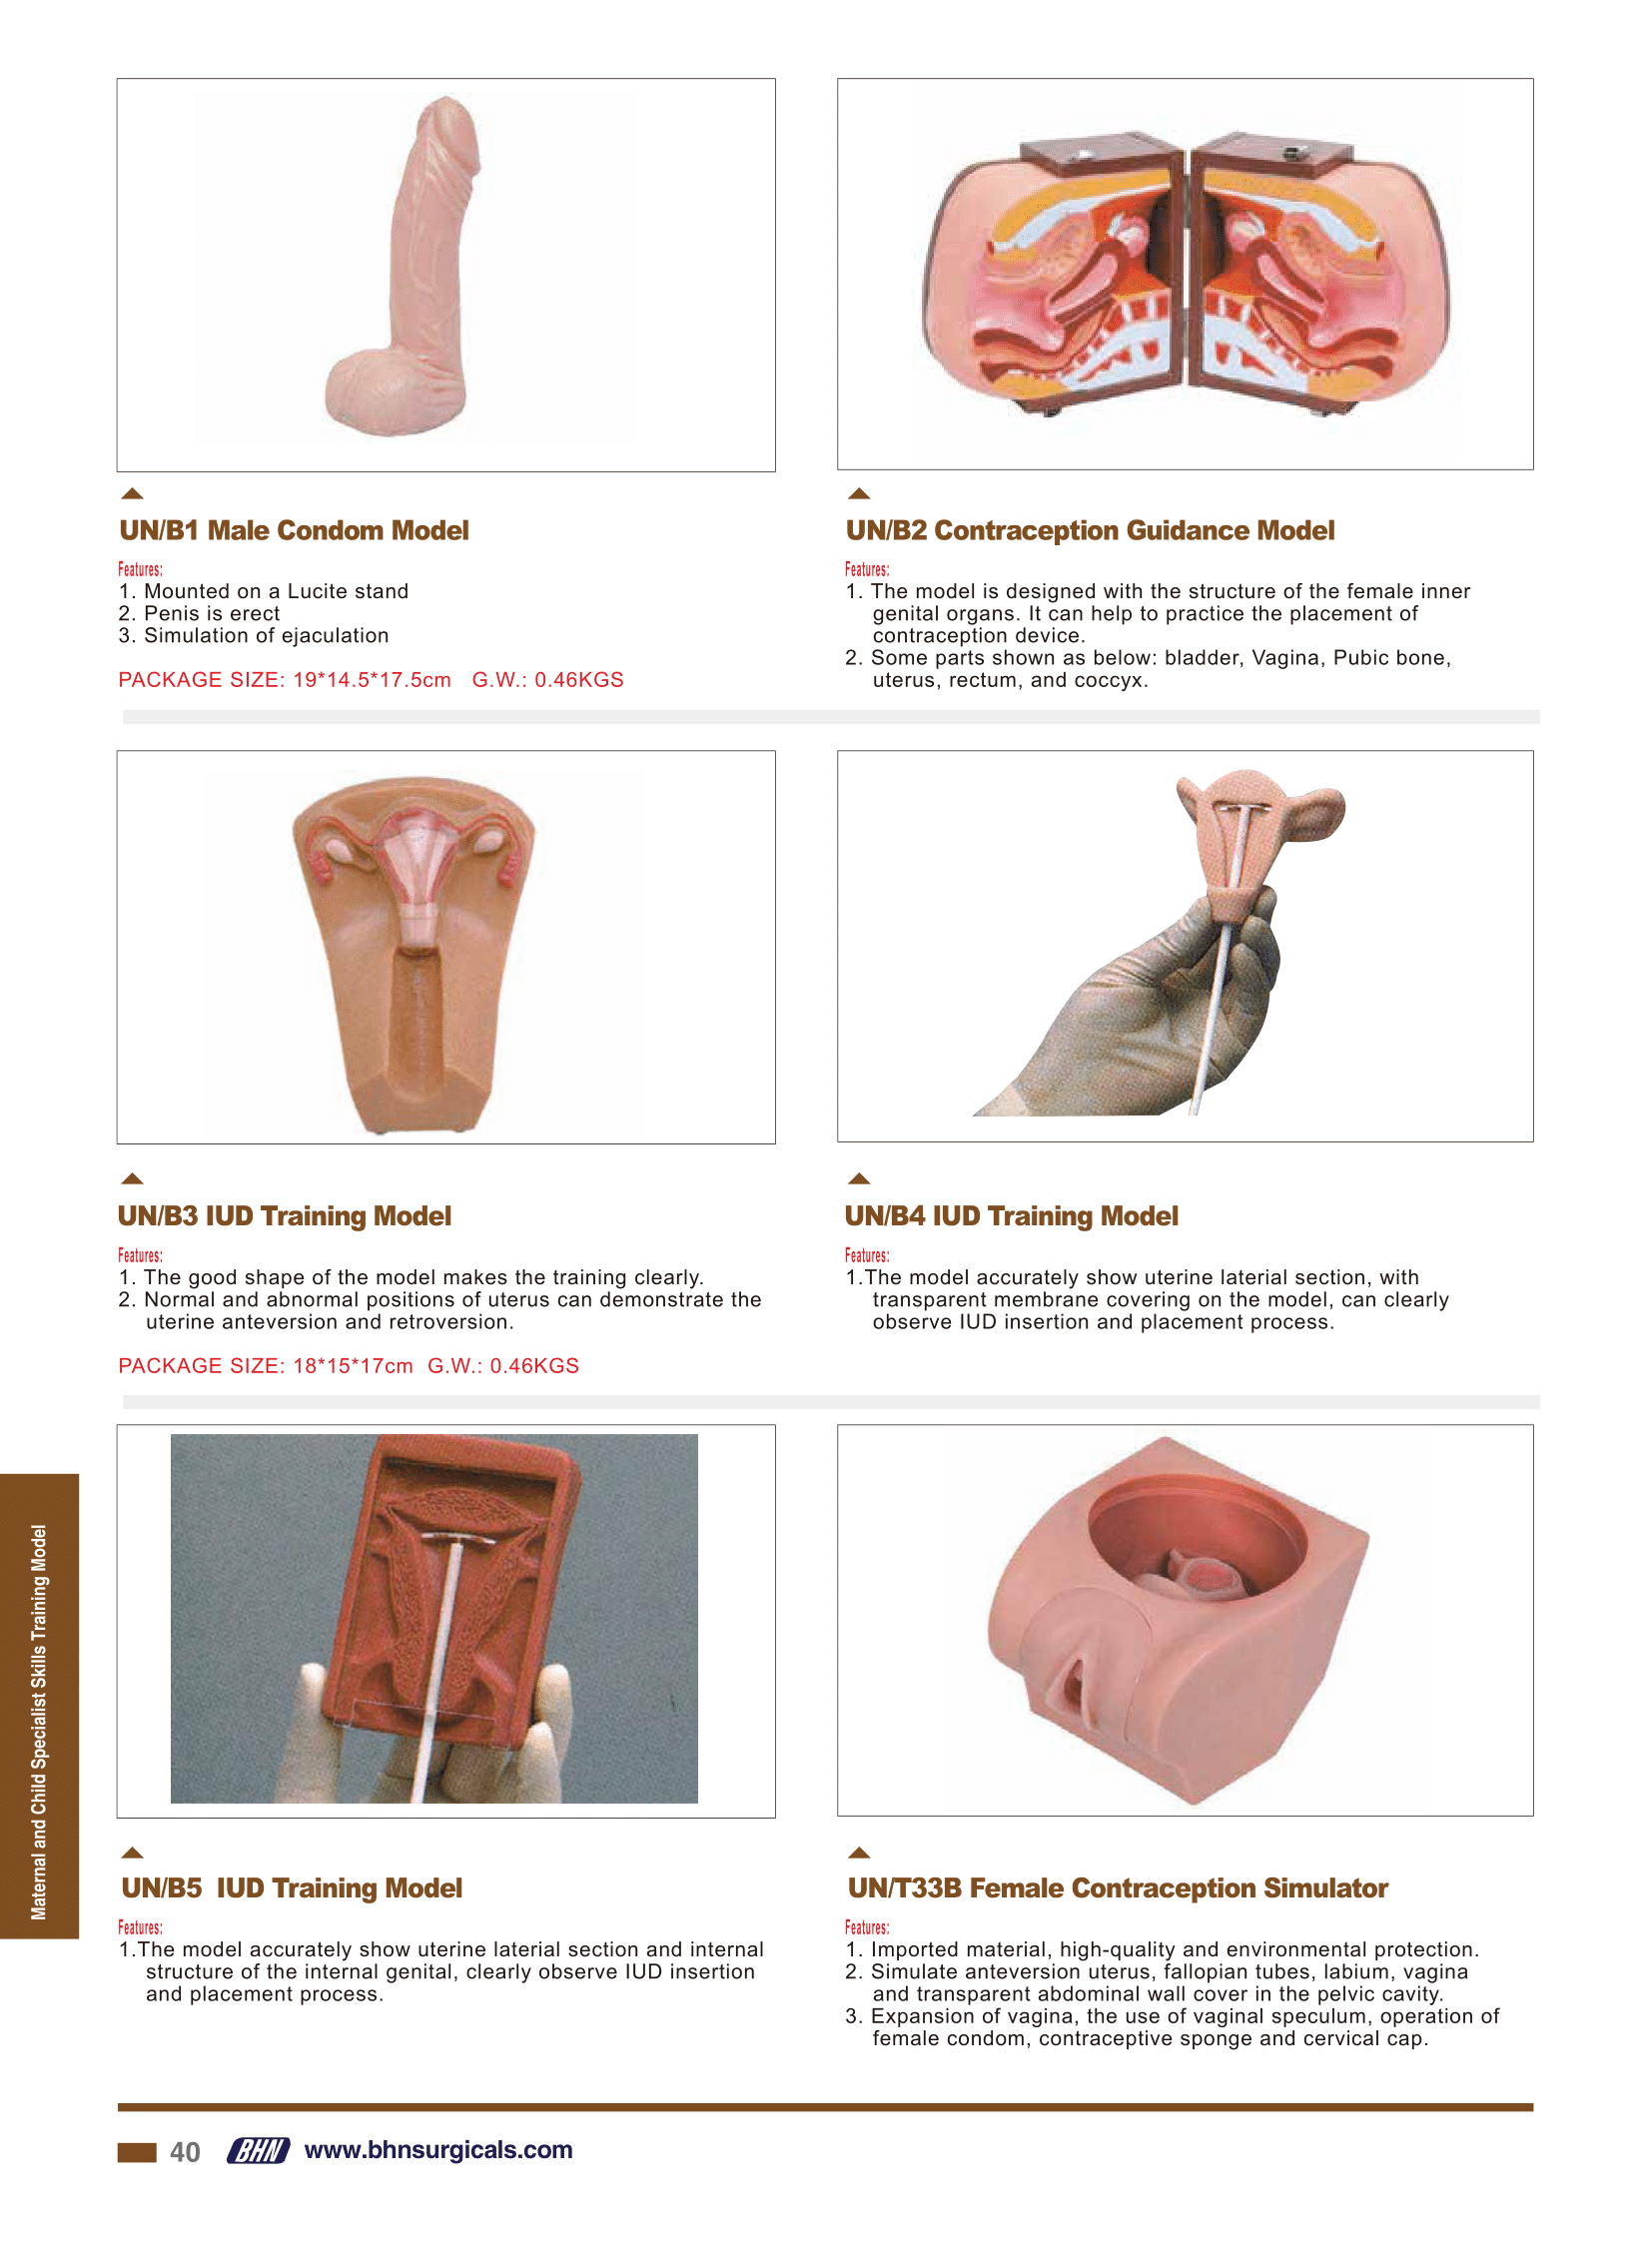 UN/B1 Male Condom Model
Features:
1. Mounted on a Lucite stand
2. Penis is erect
3. Simulation of ejaculation
PACKAGE SIZE: 19*14.5*17.5cm G.W.: 0.46KGS
UN/B2 Contraception Guidance Model
Features:
1. The model is designed with the structure of the female inner
genital organs. It can help to practice the placement of
contraception device.
2. Some parts shown as below: bladder, Vagina, Pubic bone,
uterus, rectum, and coccyx.
UN/B3 IUD Training Model
Features:
1. The good shape of the model makes the training clearly.
2. Normal and abnormal positions of uterus can demonstrate the
uterine anteversion and retroversion.
PACKAGE SIZE: 18*15*17cm G.W.: 0.46KGS
UN/B4 IUD Training Model
Features:
1.The model accurately show uterine laterial section, with
transparent membrane covering on the model, can clearly
observe IUD insertion and placement process.
UN/B5 IUD Training Model
Features:
1.The model accurately show uterine laterial section and internal
structure of the internal genital, clearly observe IUD insertion
and placement process.
UN/T33B Female Contraception Simulator
Features:
1. Imported material, high-quality and environmental protection.
2. Simulate anteversion uterus, fallopian tubes, labium, vagina
and transparent abdominal wall cover in the pelvic cavity.
3. Expansion of vagina, the use of vaginal speculum, operation of
female condom, contraceptive sponge and cervical cap.
Maternal and Child Specialist Skills Training Model
40 BHN www.bhnsurgicals.com